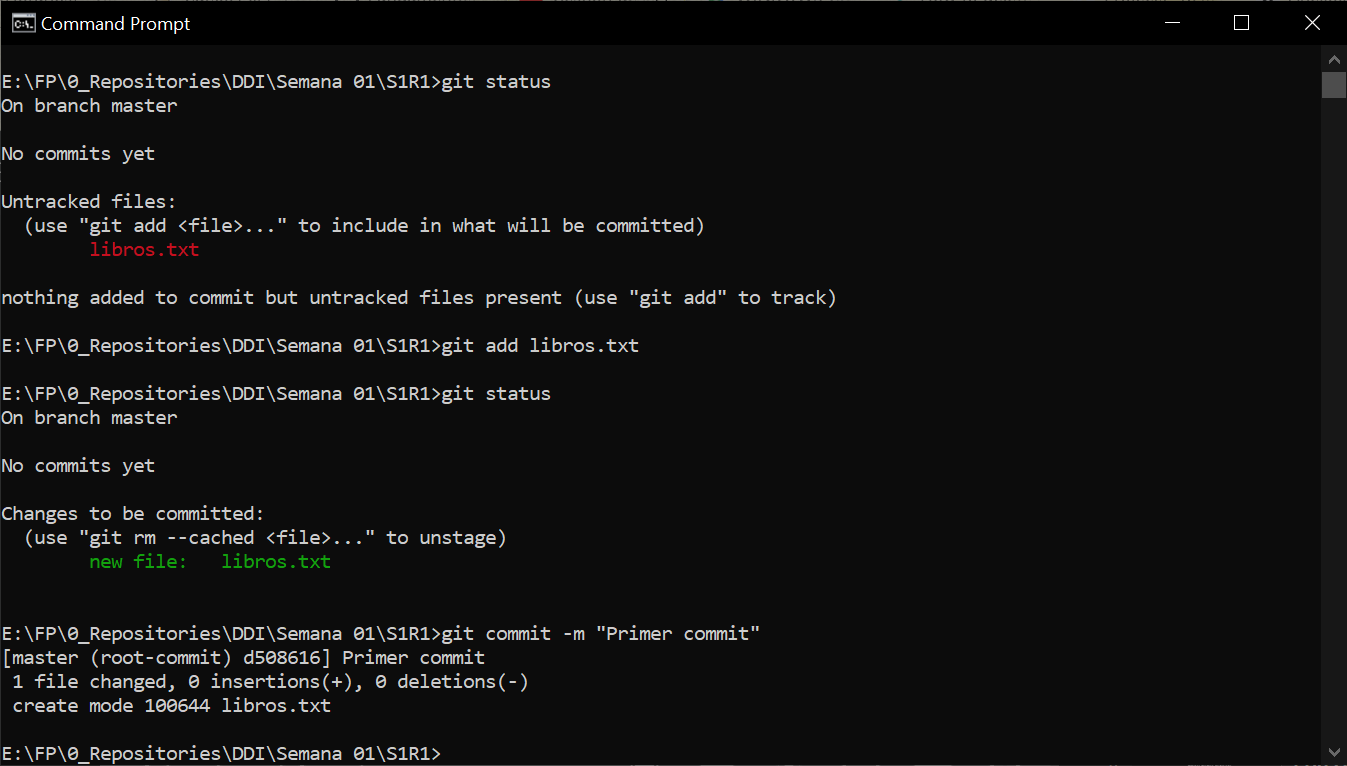 Command Prompt
E:\FP\0_Repositories\DDI\Semana 01\S1R1>git status
On branch master
No commits yet
Untracked files:
  (use "git add <file>..." to include in what will be committed)
        libros.txt
nothing added to commit but untracked files present (use "git add" to track)
E:\FP\0_Repositories\DDI\Semana 01\S1R1>git add libros.txt
E:\FP\0_Repositories\DDI\Semana 01\S1R1>git status
On branch master
No commits yet
Changes to be committed:
  (use "git rm --cached <file>..." to unstage)
        new file:   libros.txt
E:\FP\0_Repositories\DDI\Semana 01\S1R1>git commit -m "Primer commit"
[master (root-commit) d508616] Primer commit
 1 file changed, 0 insertions(+), 0 deletions(-)
 create mode 100644 libros.txt
E:\FP\0_Repositories\DDI\Semana 01\S1R1>